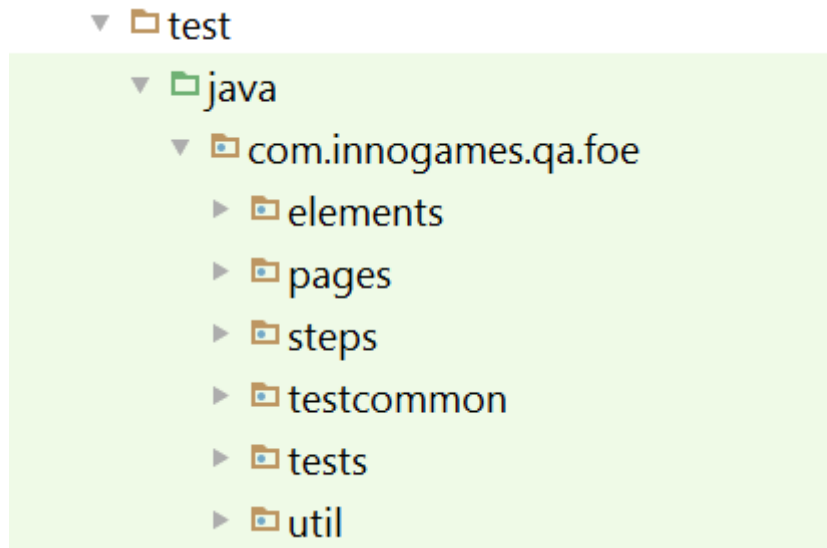 test
java
com.innogames.qa.foe
elements
pages
steps
testcommon
tests
util